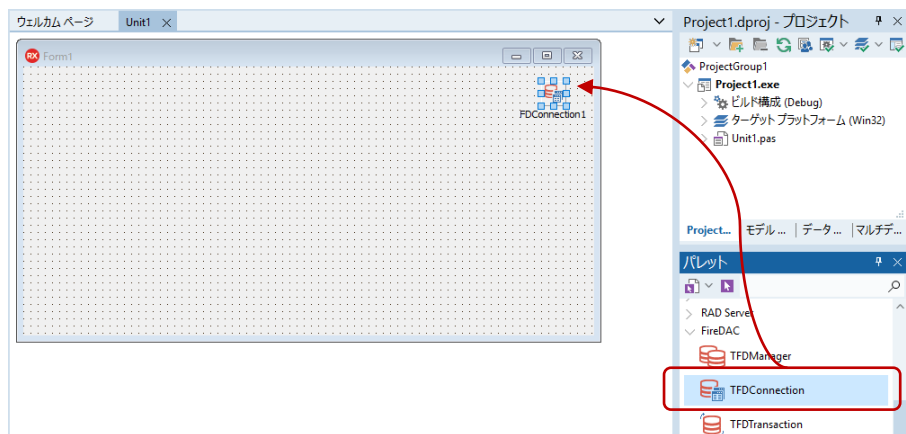 ウェルカム ページ
Unit1
Form1
FDConnection1
Project1.dproj - プロジェクト
ProjectGroup1
Project1.exe
ビルド構成 (Debug)
ターゲット プラットフォーム (Win32)
Unit1.pas
Project...
モデル ...
データ ...
マルチデ...
パレット
RAD Server
FireDAC
TFDManager
TFDConnection
TFDTransaction